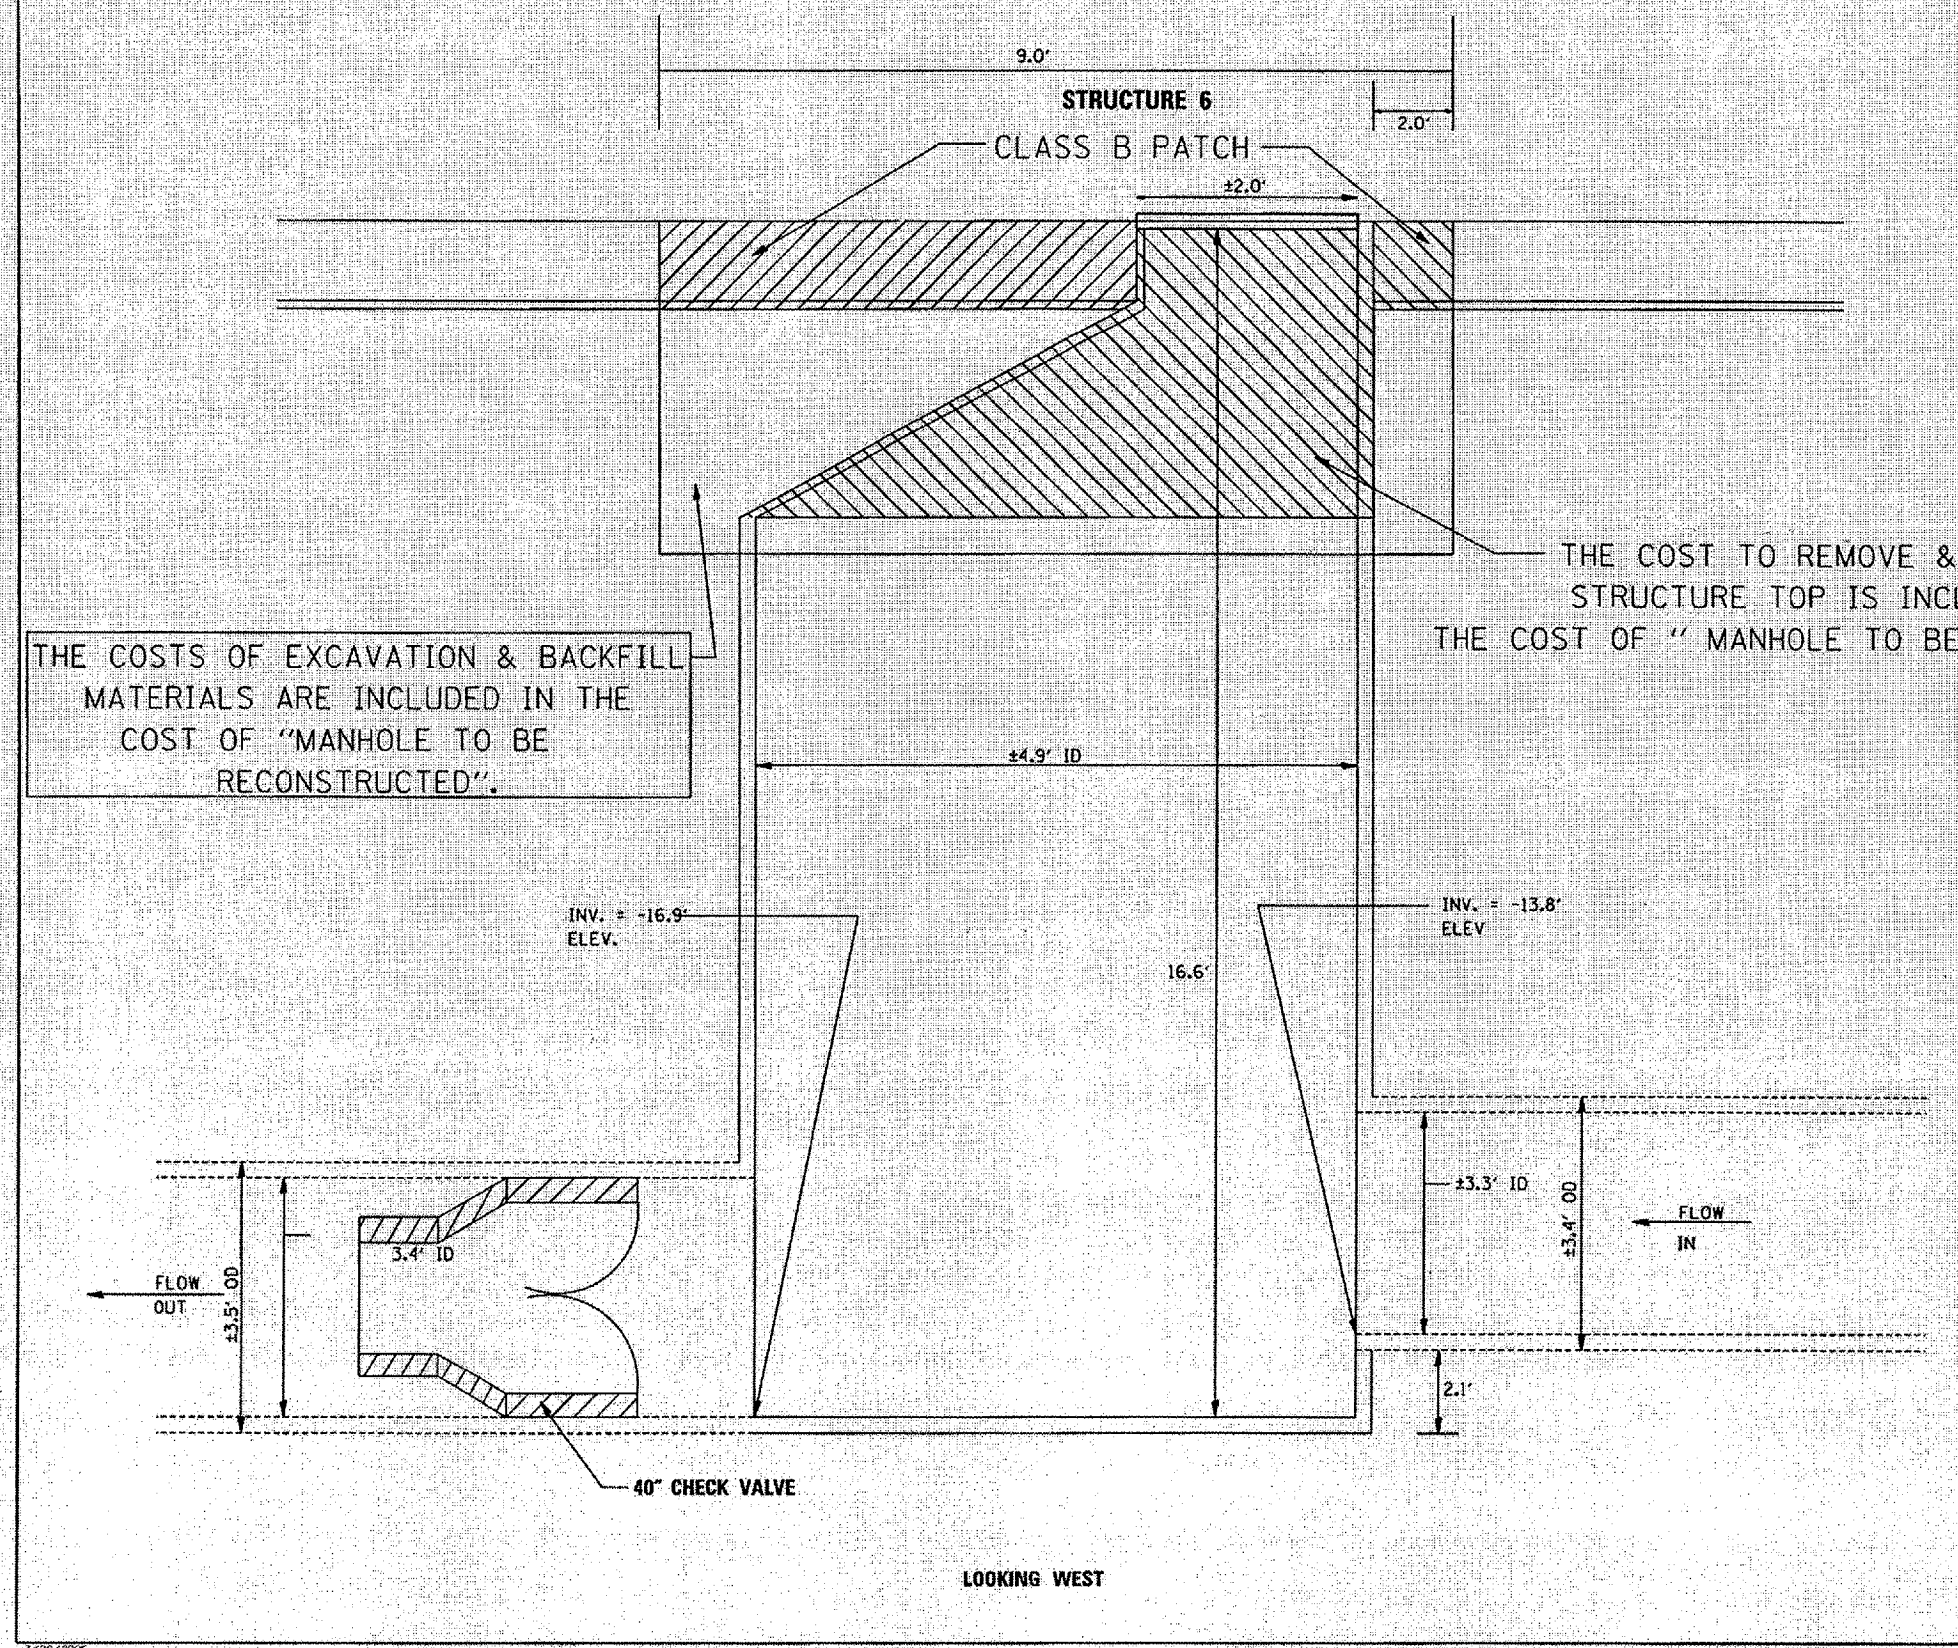 9.0'
STRUCTURE 6
2.0'
CLASS B PATCH
±2.0'
THE COST TO REMOVE &
STRUCTURE TOP IS
THE COST OF " MANHOLE TO BE
THE COSTS OF EXCAVATION & BACKFILL
MATERIALS ARE INCLUDED IN THE
COST OF "MANHOLE TO BE
RECONSTRUCTED".
±4.9' ID
INV. = -16.9'
ELEV.
INV. = -13.8'
ELEV
16.6'
±3.3' ID
±3.4' OD
FLOW
IN
3.4' ID
FLOW
OUT
±3.5' OD
2.1'
40" CHECK VALVE
LOOKING WEST